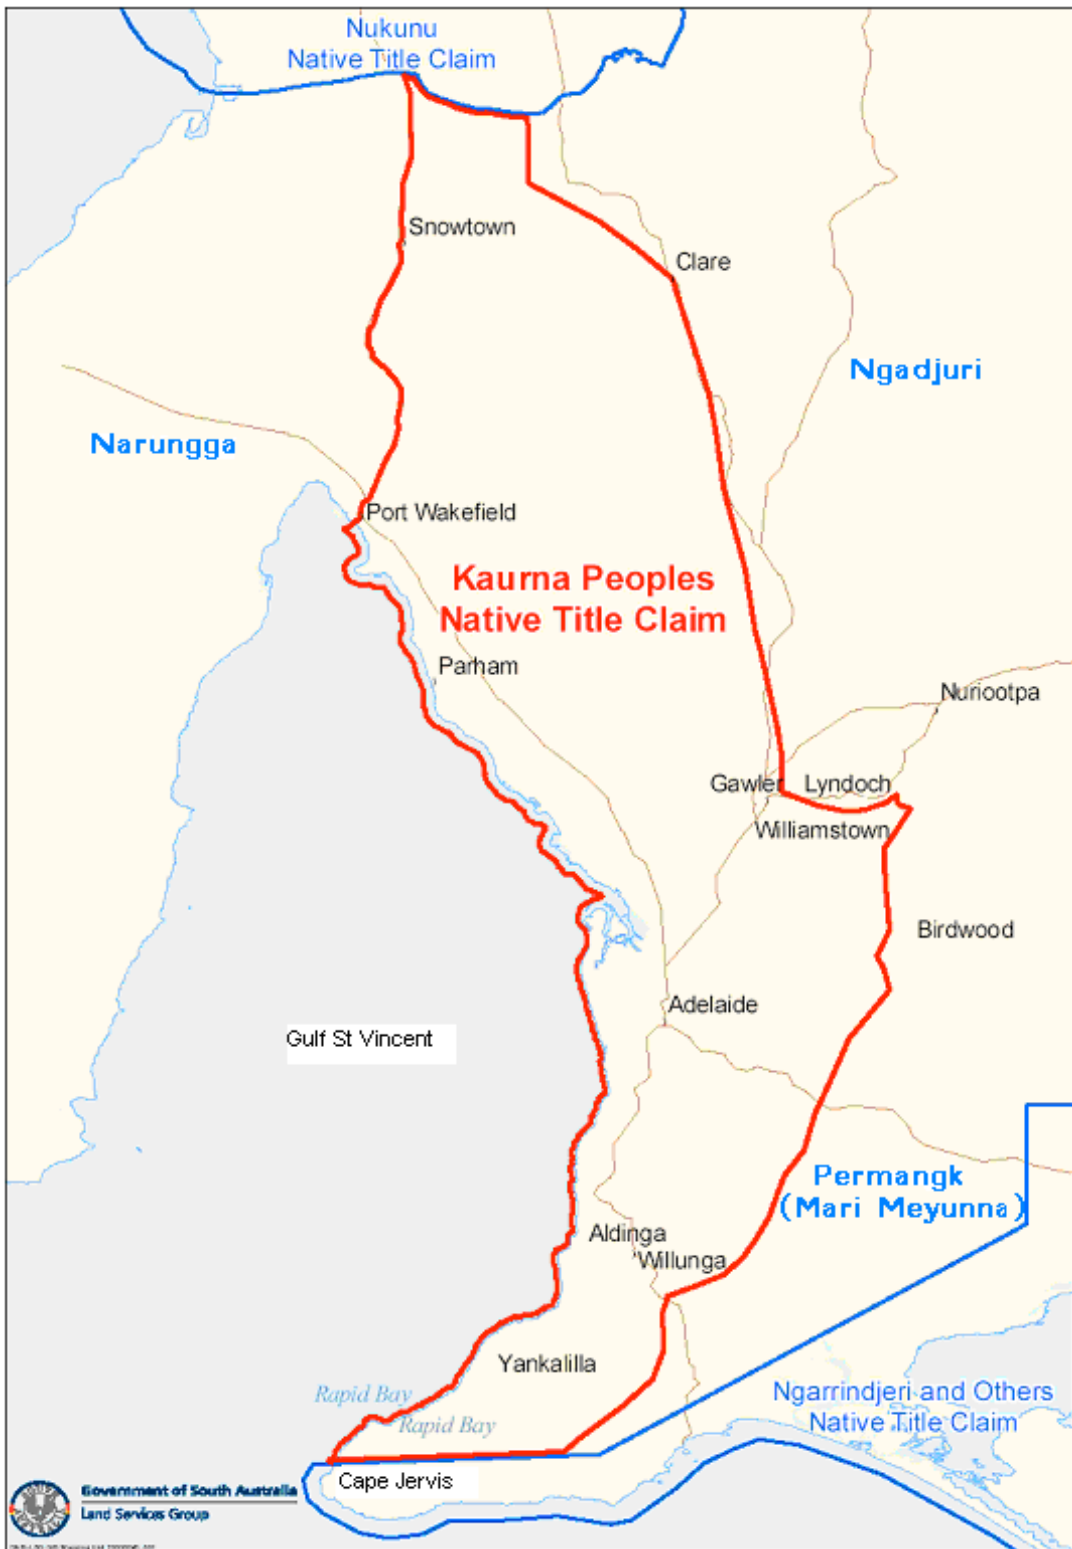 Nukunu
Native Title Claim
Snowtown
Clare
Ngadjuri
Narungga
Port Wakefield
Kaurna Peoples
Native Title Claim
Parham
Nuriootpa
Gawler
Lyndoch
Williamstown
Birdwood
Adelaide
Gulf St Vincent
Permangk
(Mari Meyunna)
Aldinga
Willunga
Yankalilla
Rapid Bay
Rapid Bay
Ngarrindjeri and Others
Native Title Claim
Cape Jervis
Government of South Australia
Land Services Group